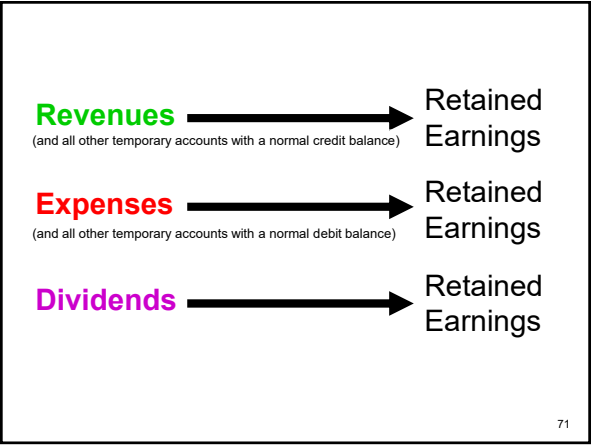 Revenues
(and all other temporary accounts with a normal credit balance)
Retained
Earnings
Expenses
(and all other temporary accounts with a normal debit balance)
Retained
Earnings
Dividends
Retained
Earnings
71